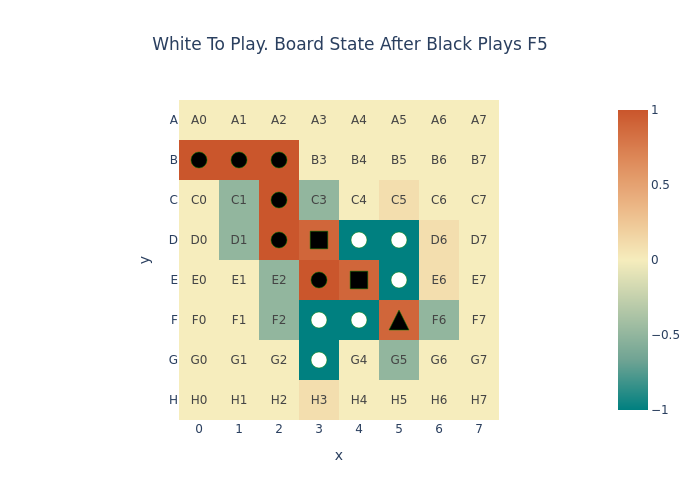 White To Play. Board State After Black Plays F5
A A0 A1 A2 A3 A4 A5 A6 A7
B B3 B4 B5 B6 B7
C C0 C1 C3 C4 C5 C6 C7
D D0 D1 D6 D7
E E0 E1 E2 E6 E7
F F0 F1 F2 F6 F7
G G0 G1 G2 G4 G5 G6 G7
H H0 H1 H2 H3 H4 H5 H6 H7
0 1 2 3 4 5 6 7
x
y
1
0.5
0
−0.5
−1